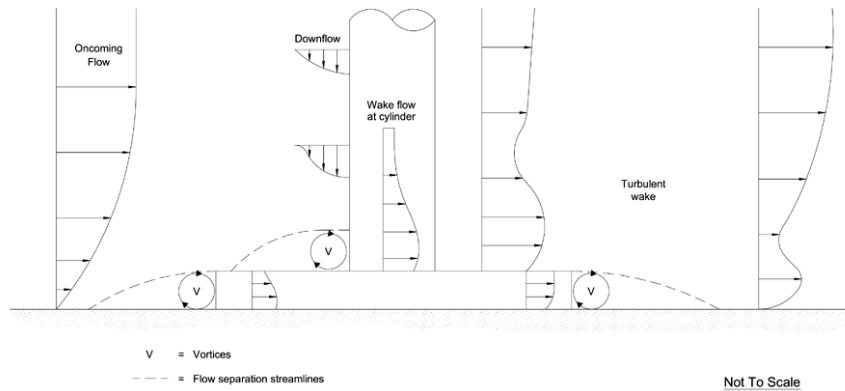 Oncoming
Flow
Downflow
Wake flow
at cylinder
Turbulent
wake
V
V
V
V = Vortices
= Flow separation streamlines
Not To Scale